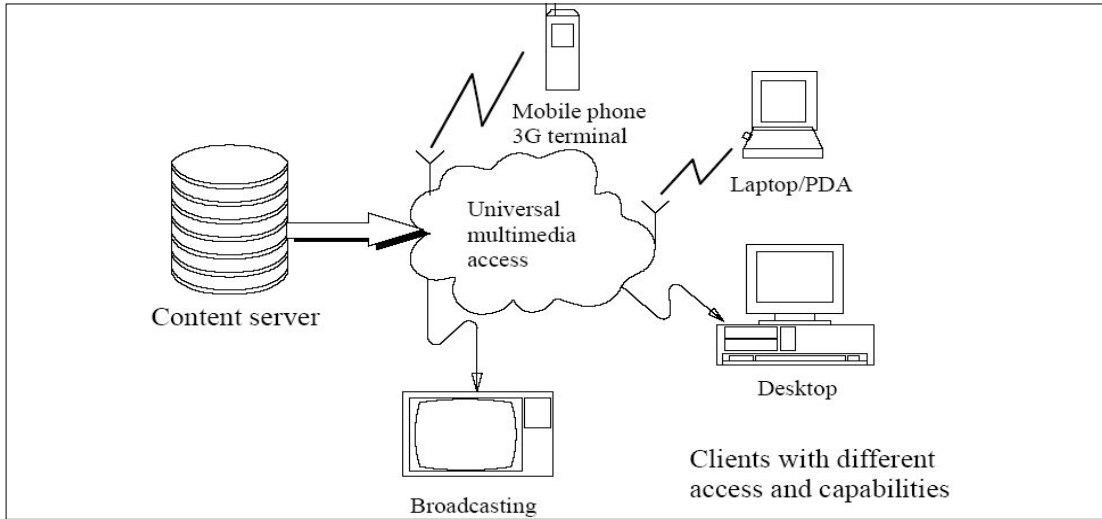 Mobile phone
3G terminal
Laptop/PDA
Universal
multimedia
access
Content server
Desktop
Broadcasting
Clients with different
access and capabilities